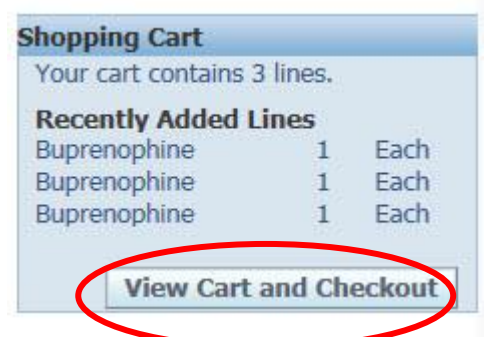 Shopping Cart
Your cart contains 3 lines.
Recently Added Lines
Buprenophine 1 Each
Buprenophine 1 Each
Buprenophine 1 Each
View Cart and Checkout